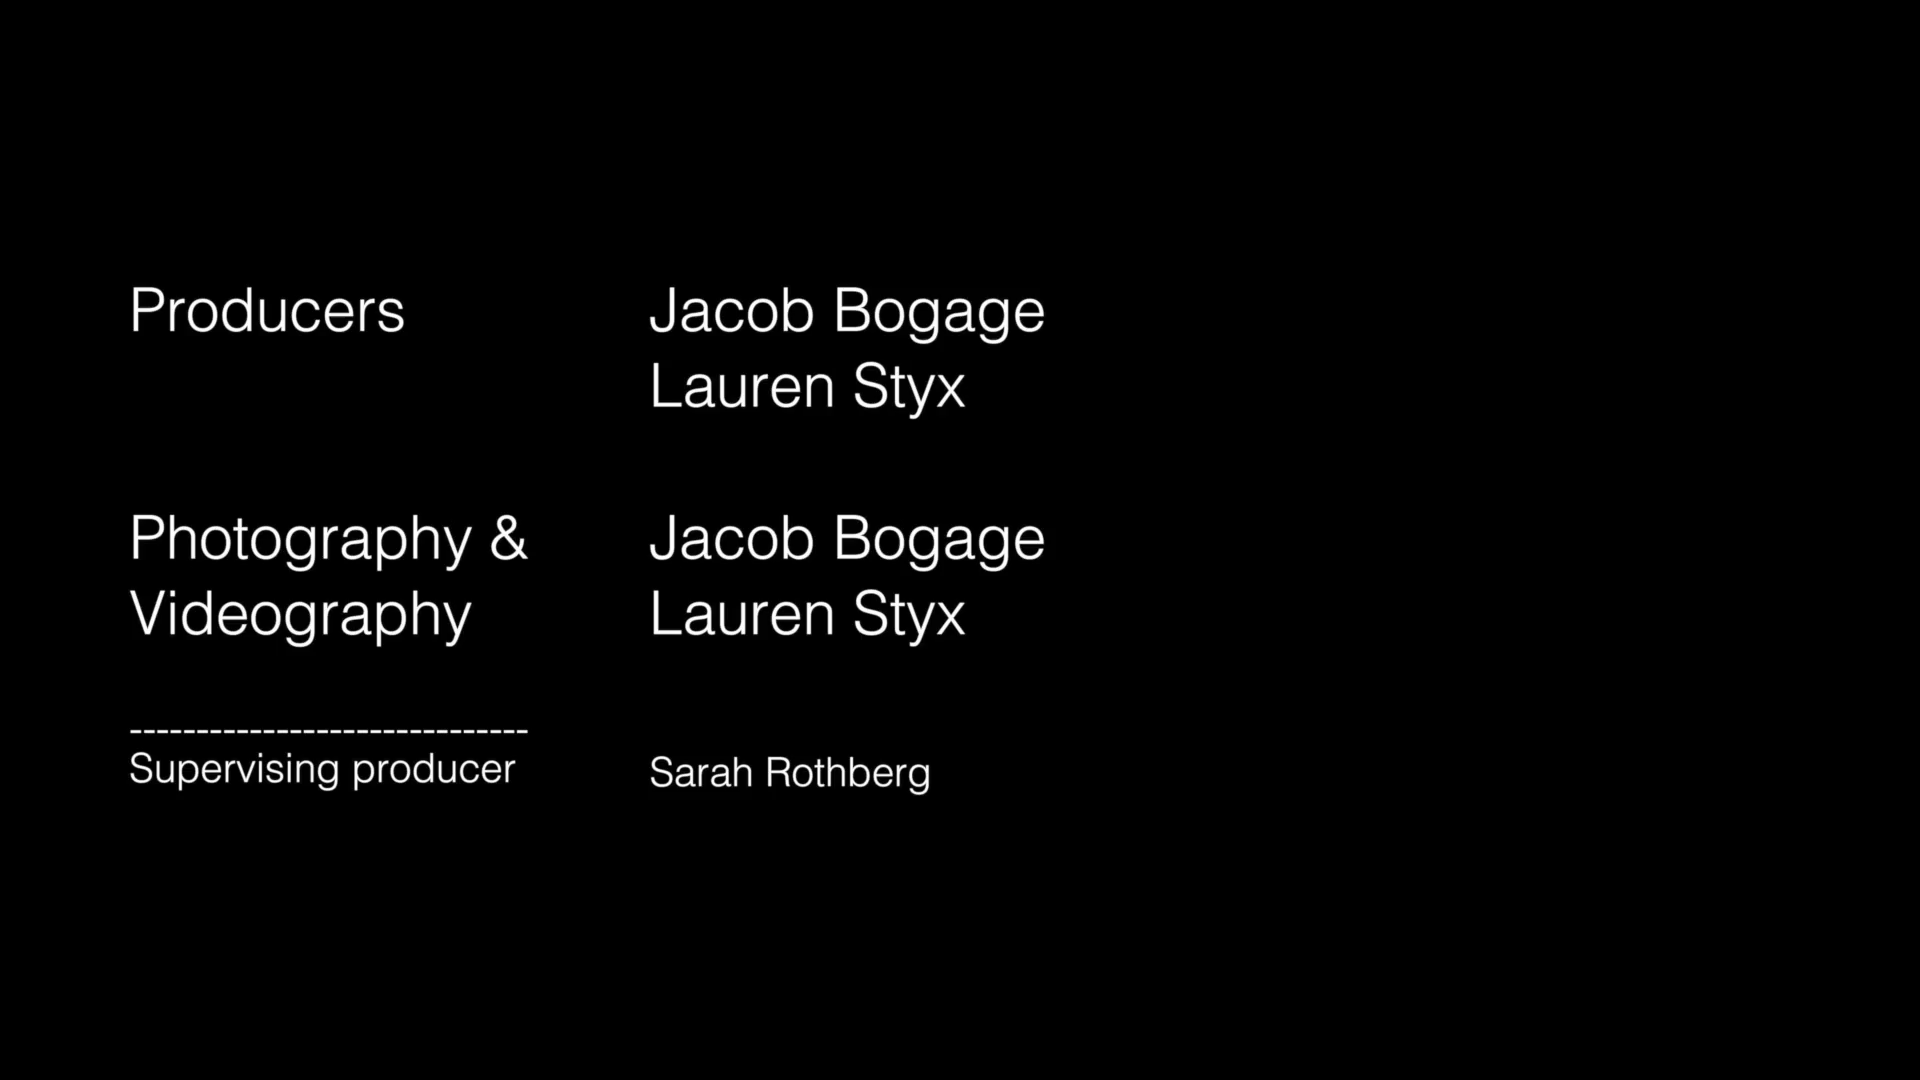 Producers Jacob Bogage
Lauren Styx
Photography & Jacob Bogage
Videography Lauren Styx
------------------------------
Supervising producer Sarah Rothberg